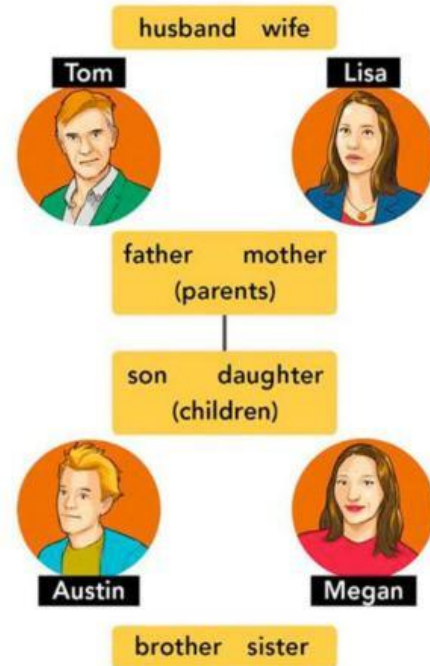 husband wife
Tom Lisa
father mother
(parents)
son daughter
(children)
Austin Megan
brother sister